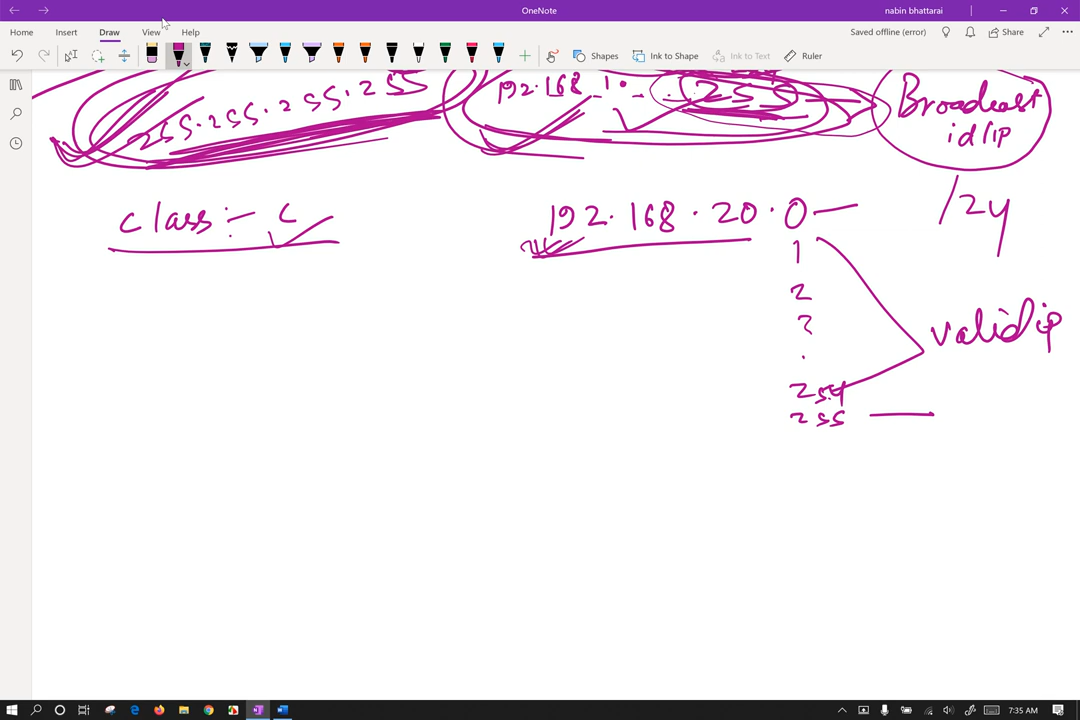 OneNote
nabin bhattarai
Home Insert Draw View Help
Saved offline (error) Share
Shapes Ink to Shape Ink to Text Ruler
255.255.255.255
192.168.10.255
Broadcast
id/ip
class:- C
192.168.20.0
/24
1
2
3
.
254
255
valid ip
7:35 AM